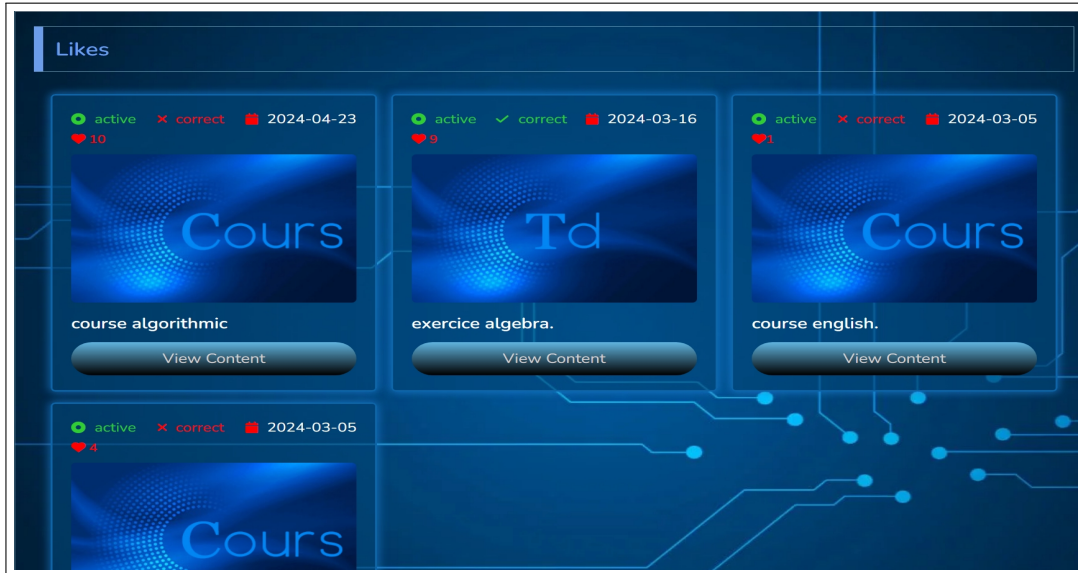 Likes
active correct 2024-04-23
10
Cours
course algorithmic
View Content
active correct 2024-03-16
9
Td
exercice algebra.
View Content
active correct 2024-03-05
1
Cours
course english.
View Content
active correct 2024-03-05
4
Cours